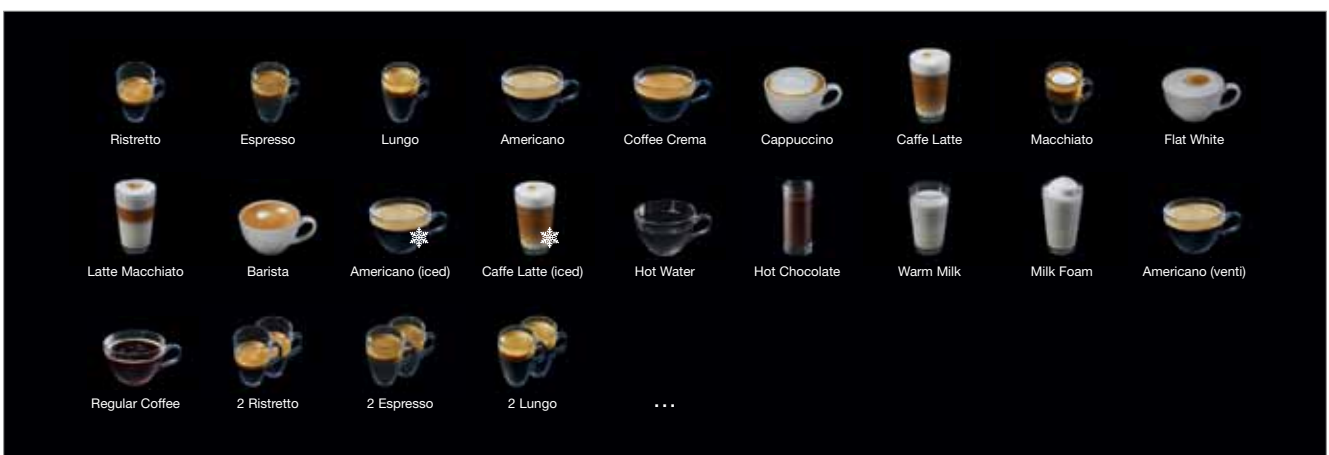 Ristretto Espresso Lungo Americano Coffee Crema Cappuccino Caffe Latte Macchiato Flat White
Latte Macchiato Barista Americano (iced) Caffe Latte (iced) Hot Water Hot Chocolate Warm Milk Milk Foam Americano (venti)
Regular Coffee 2 Ristretto 2 Espresso 2 Lungo ...